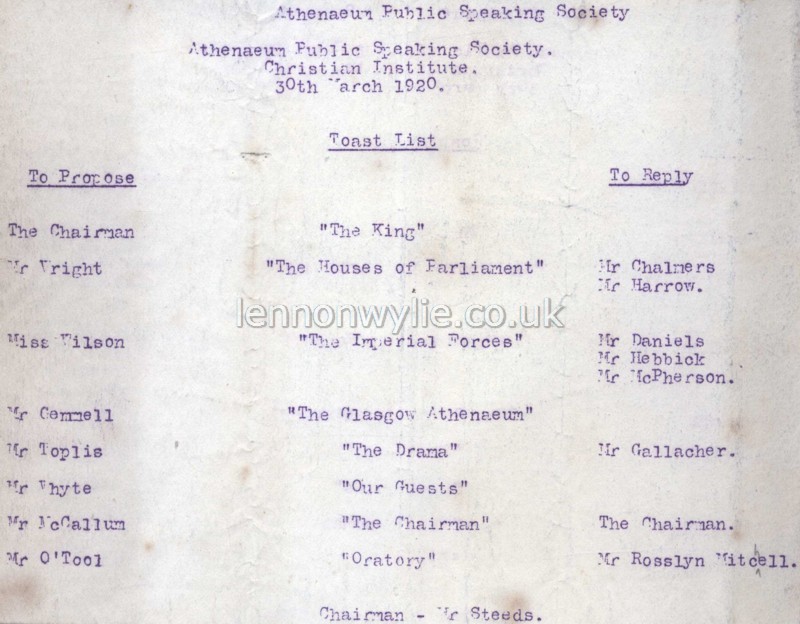 Athenaeum Public Speaking Society
Athenaeum Public Speaking Society.
Christian Institute.
30th March 1920.
Toast List
To Propose To Reply
The Chairman "The King"
Mr Wright "The Houses of Parliament" Mr Chalmers
Mr Harrow.
lennonwylie.co.uk
Miss Wilson "The Imperial Forces" Mr Daniels
Mr Hebbick
Mr McPherson.
Mr Gemmell "The Glasgow Athenaeum"
Mr Toplis "The Drama" Mr Gallacher.
Mr Whyte "Our Guests"
Mr McCallum "The Chairman" The Chairman.
Mr O'Tool "Oratory" Mr Rosslyn Mitchell.
Chairman - Mr Steeds.